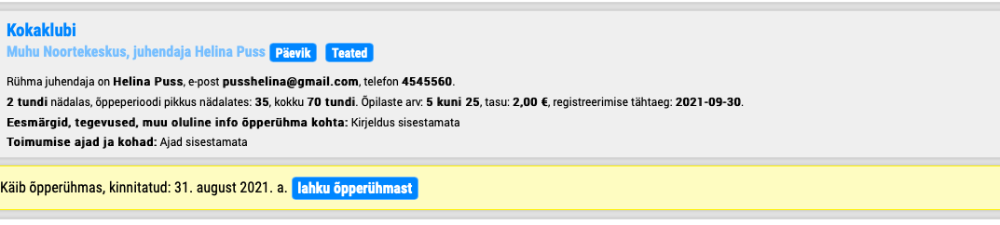 Kokaklubi
Muhu Noortekeskus, juhendaja Helina Puss Päevik Teated
Rühma juhendaja on Helina Puss, e-post pusshelina@gmail.com, telefon 4545560.
2 tundi nädalas, õppeperioodi pikkus nädalates: 35, kokku 70 tundi. Õpilaste arv: 5 kuni 25, tasu: 2,00 €, registreerimise tähtaeg: 2021-09-30.
Eesmärgid, tegevused, muu oluline info õpperühma kohta: Kirjeldus sisestamata
Toimumise ajad ja kohad: Ajad sisestamata
Käib õpperühmas, kinnitatud: 31. august 2021. a. lahku õpperühmast